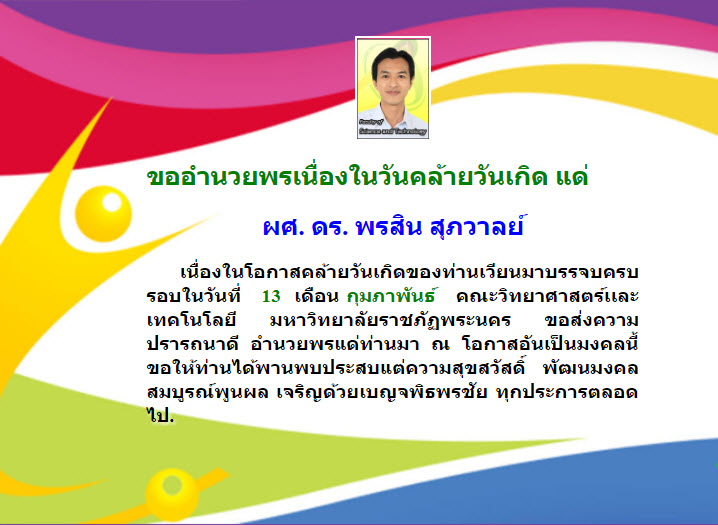 Faculty of
Science and Technology
ขออำนวยพรเนื่องในวันคล้ายวันเกิด แด่
ผศ. ดร. พรสิน สุภวาลย์
เนื่องในโอกาสคล้ายวันเกิดของท่านเวียนมาบรรจบครบ
รอบในวันที่ 13 เดือน กุมภาพันธ์ คณะวิทยาศาสตร์และ
เทคโนโลยี มหาวิทยาลัยราชภัฏพระนคร ขอส่งความ
ปรารถนาดี อำนวยพรแด่ท่านมา ณ โอกาสอันเป็นมงคลนี้
ขอให้ท่านได้พานพบประสบแต่ความสุขสวัสดิ์ พัฒนมงคล
สมบูรณ์พูนผล เจริญด้วยเบญจพิธพรชัย ทุกประการตลอด
ไป.